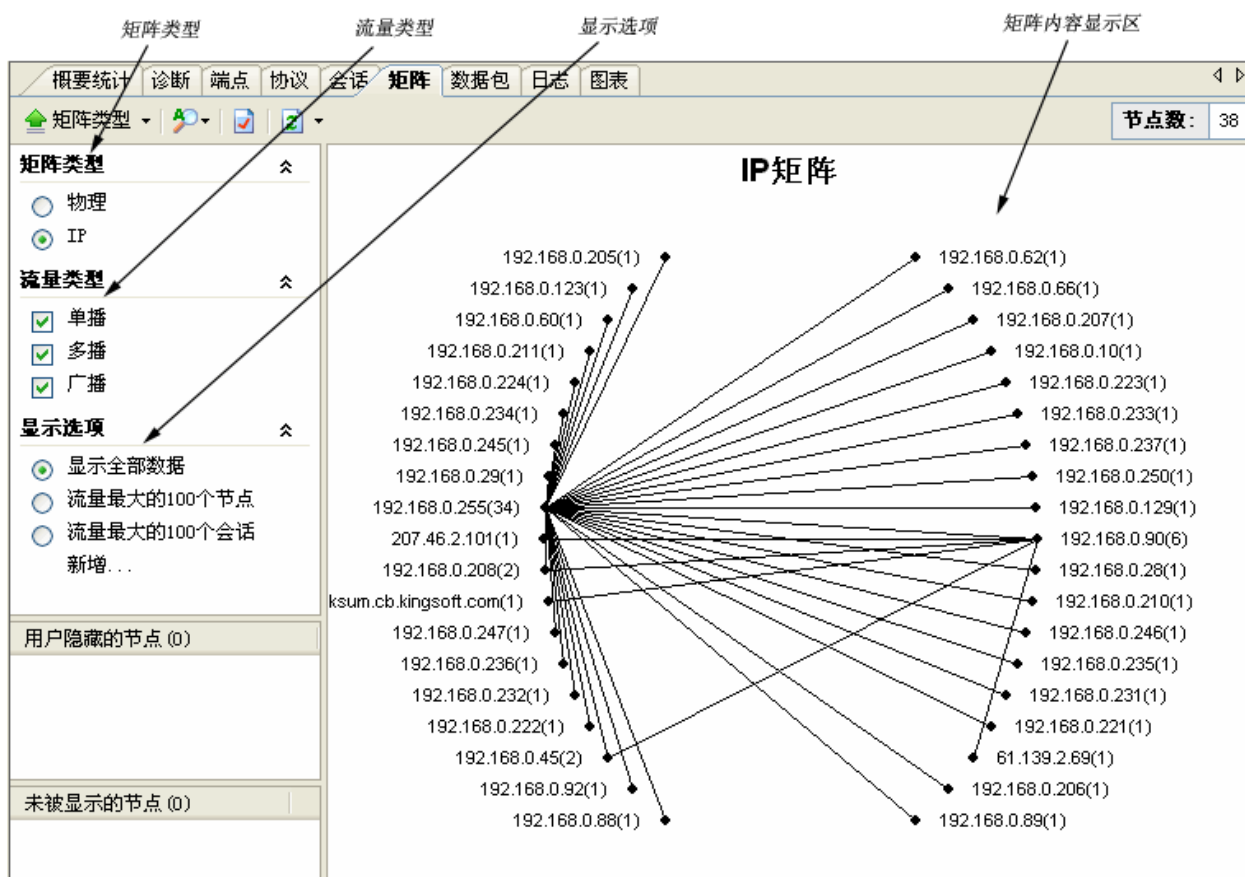 矩阵类型
流量类型
显示选项
矩阵内容显示区
概要统计 诊断 端点 协议 会话 矩阵 数据包 日志 图表
矩阵类型
节点数: 38
矩阵类型
物理
IP
流量类型
单播
多播
广播
显示选项
显示全部数据
流量最大的100个节点
流量最大的100个会话
新增...
用户隐藏的节点(0)
未被显示的节点(0)
IP矩阵
192.168.0.205(1) 192.168.0.62(1)
192.168.0.123(1) 192.168.0.66(1)
192.168.0.60(1) 192.168.0.207(1)
192.168.0.211(1) 192.168.0.10(1)
192.168.0.224(1) 192.168.0.223(1)
192.168.0.234(1) 192.168.0.233(1)
192.168.0.245(1) 192.168.0.237(1)
192.168.0.29(1) 192.168.0.250(1)
192.168.0.255(34) 192.168.0.129(1)
207.46.2.101(1) 192.168.0.90(6)
192.168.0.208(2) 192.168.0.28(1)
ksum.cb.kingsoft.com(1) 192.168.0.210(1)
192.168.0.247(1) 192.168.0.246(1)
192.168.0.236(1) 192.168.0.235(1)
192.168.0.232(1) 192.168.0.231(1)
192.168.0.222(1) 192.168.0.221(1)
192.168.0.45(2) 61.139.2.69(1)
192.168.0.92(1) 192.168.0.206(1)
192.168.0.88(1) 192.168.0.89(1)